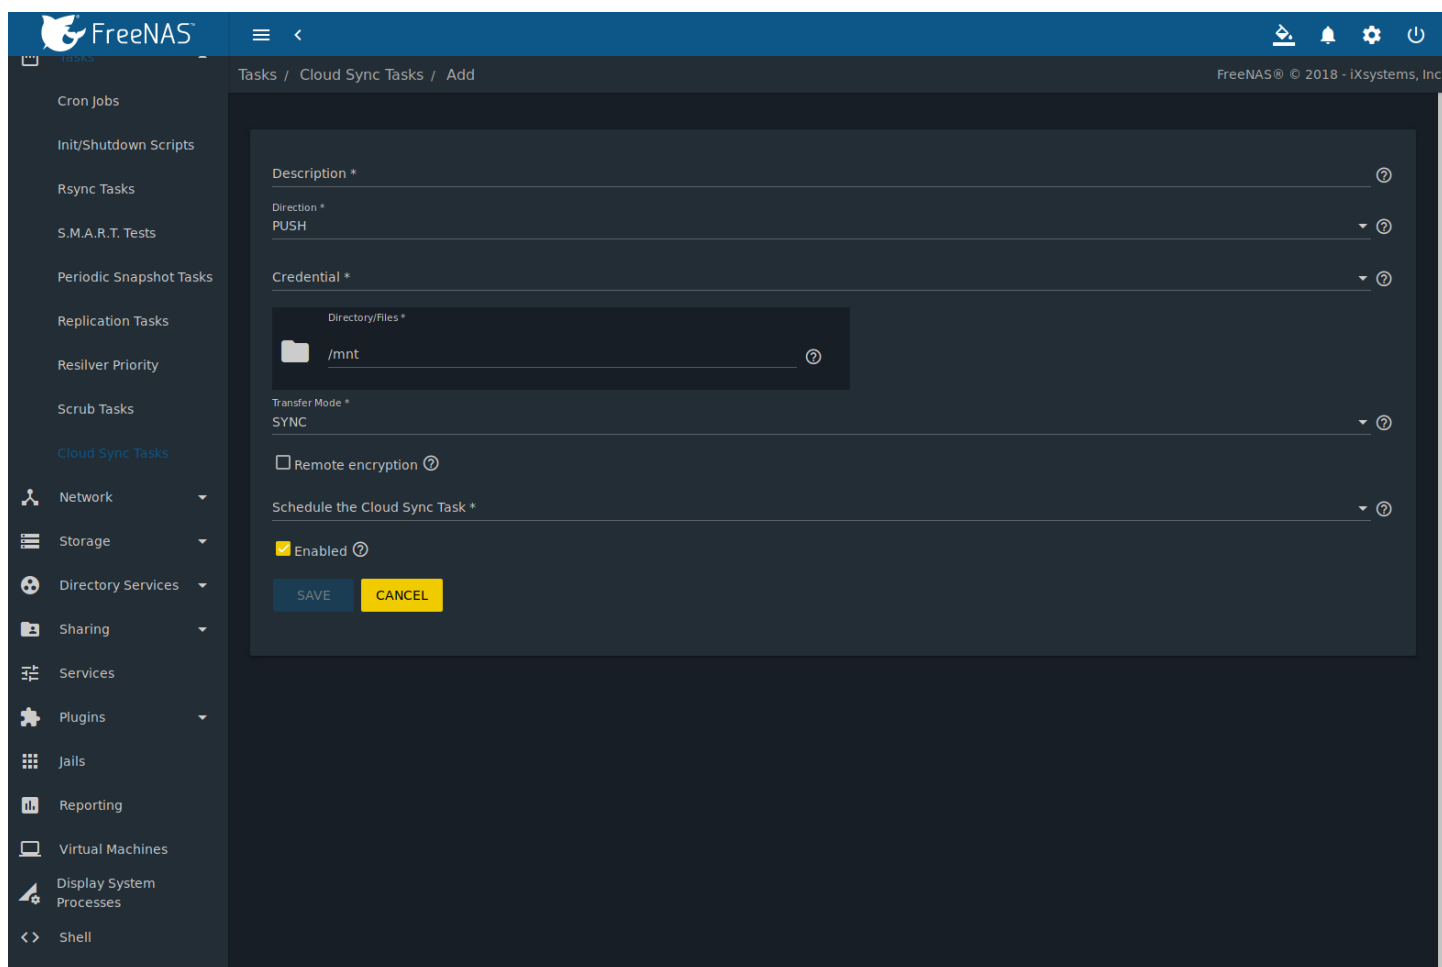 FreeNAS™
Tasks
Tasks / Cloud Sync Tasks / Add
FreeNAS® © 2018 - iXsystems, Inc
Cron Jobs
Init/Shutdown Scripts
Rsync Tasks
S.M.A.R.T. Tests
Periodic Snapshot Tasks
Replication Tasks
Resilver Priority
Scrub Tasks
Cloud Sync Tasks
Network
Storage
Directory Services
Sharing
Services
Plugins
Jails
Reporting
Virtual Machines
Display System
Processes
Shell
Description *
Direction *
PUSH
Credential *
Directory/Files *
/mnt
Transfer Mode *
SYNC
Remote encryption
Schedule the Cloud Sync Task *
Enabled
SAVE
CANCEL